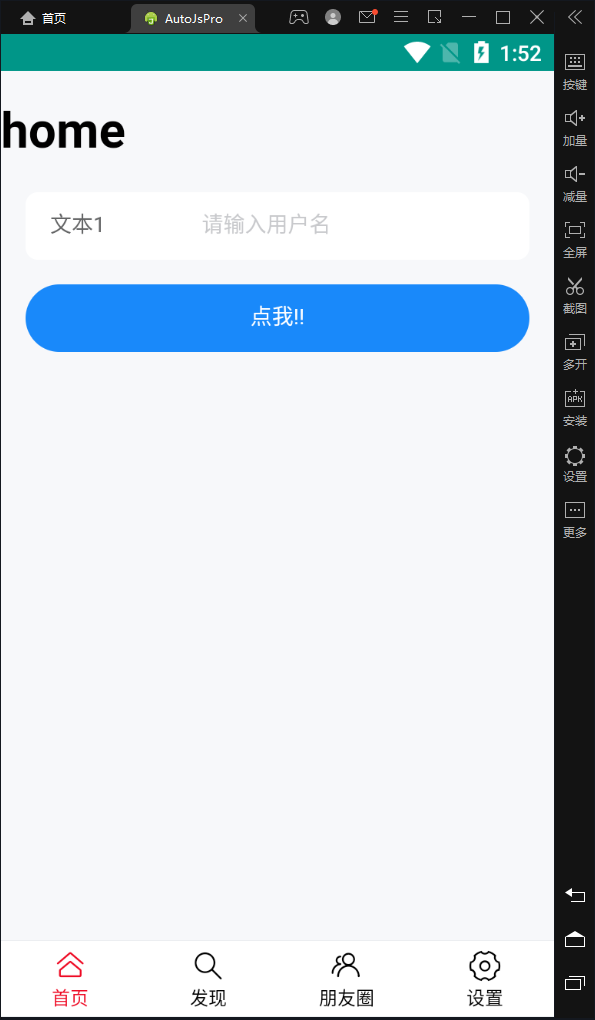 首页
AutoJsPro
1:52
home
文本1 请输入用户名
点我!!
首页 发现 朋友圈 设置
按键
加量
减量
全屏
截图
多开
APK
安装
设置
更多